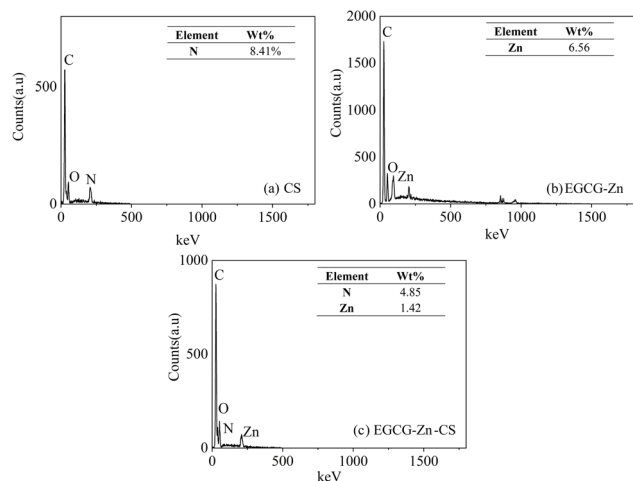 Element Wt%
N 8.41%
C
O N
(a) CS
500
0
0 500 1000 1500
keV
Counts(a.u)
Element Wt%
Zn 6.56
C
O Zn
(b) EGCG-Zn
2000
1500
1000
500
0
0 500 1000 1500
keV
Counts(a.u)
Element Wt%
N 4.85
Zn 1.42
C
O
N Zn
(c) EGCG-Zn-CS
1000
500
0
0 500 1000 1500
keV
Counts(a.u)